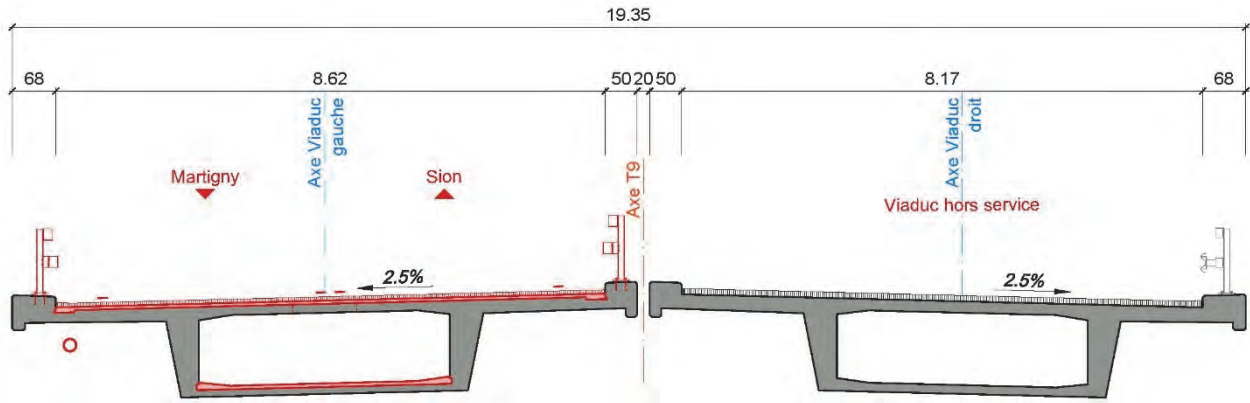 19.35
68 8.62 50 20 50 8.17 68
Axe Viaduc
gauche
Axe Viaduc
droit
Axe T9
Martigny
Sion
Viaduc hors service
2.5%
2.5%